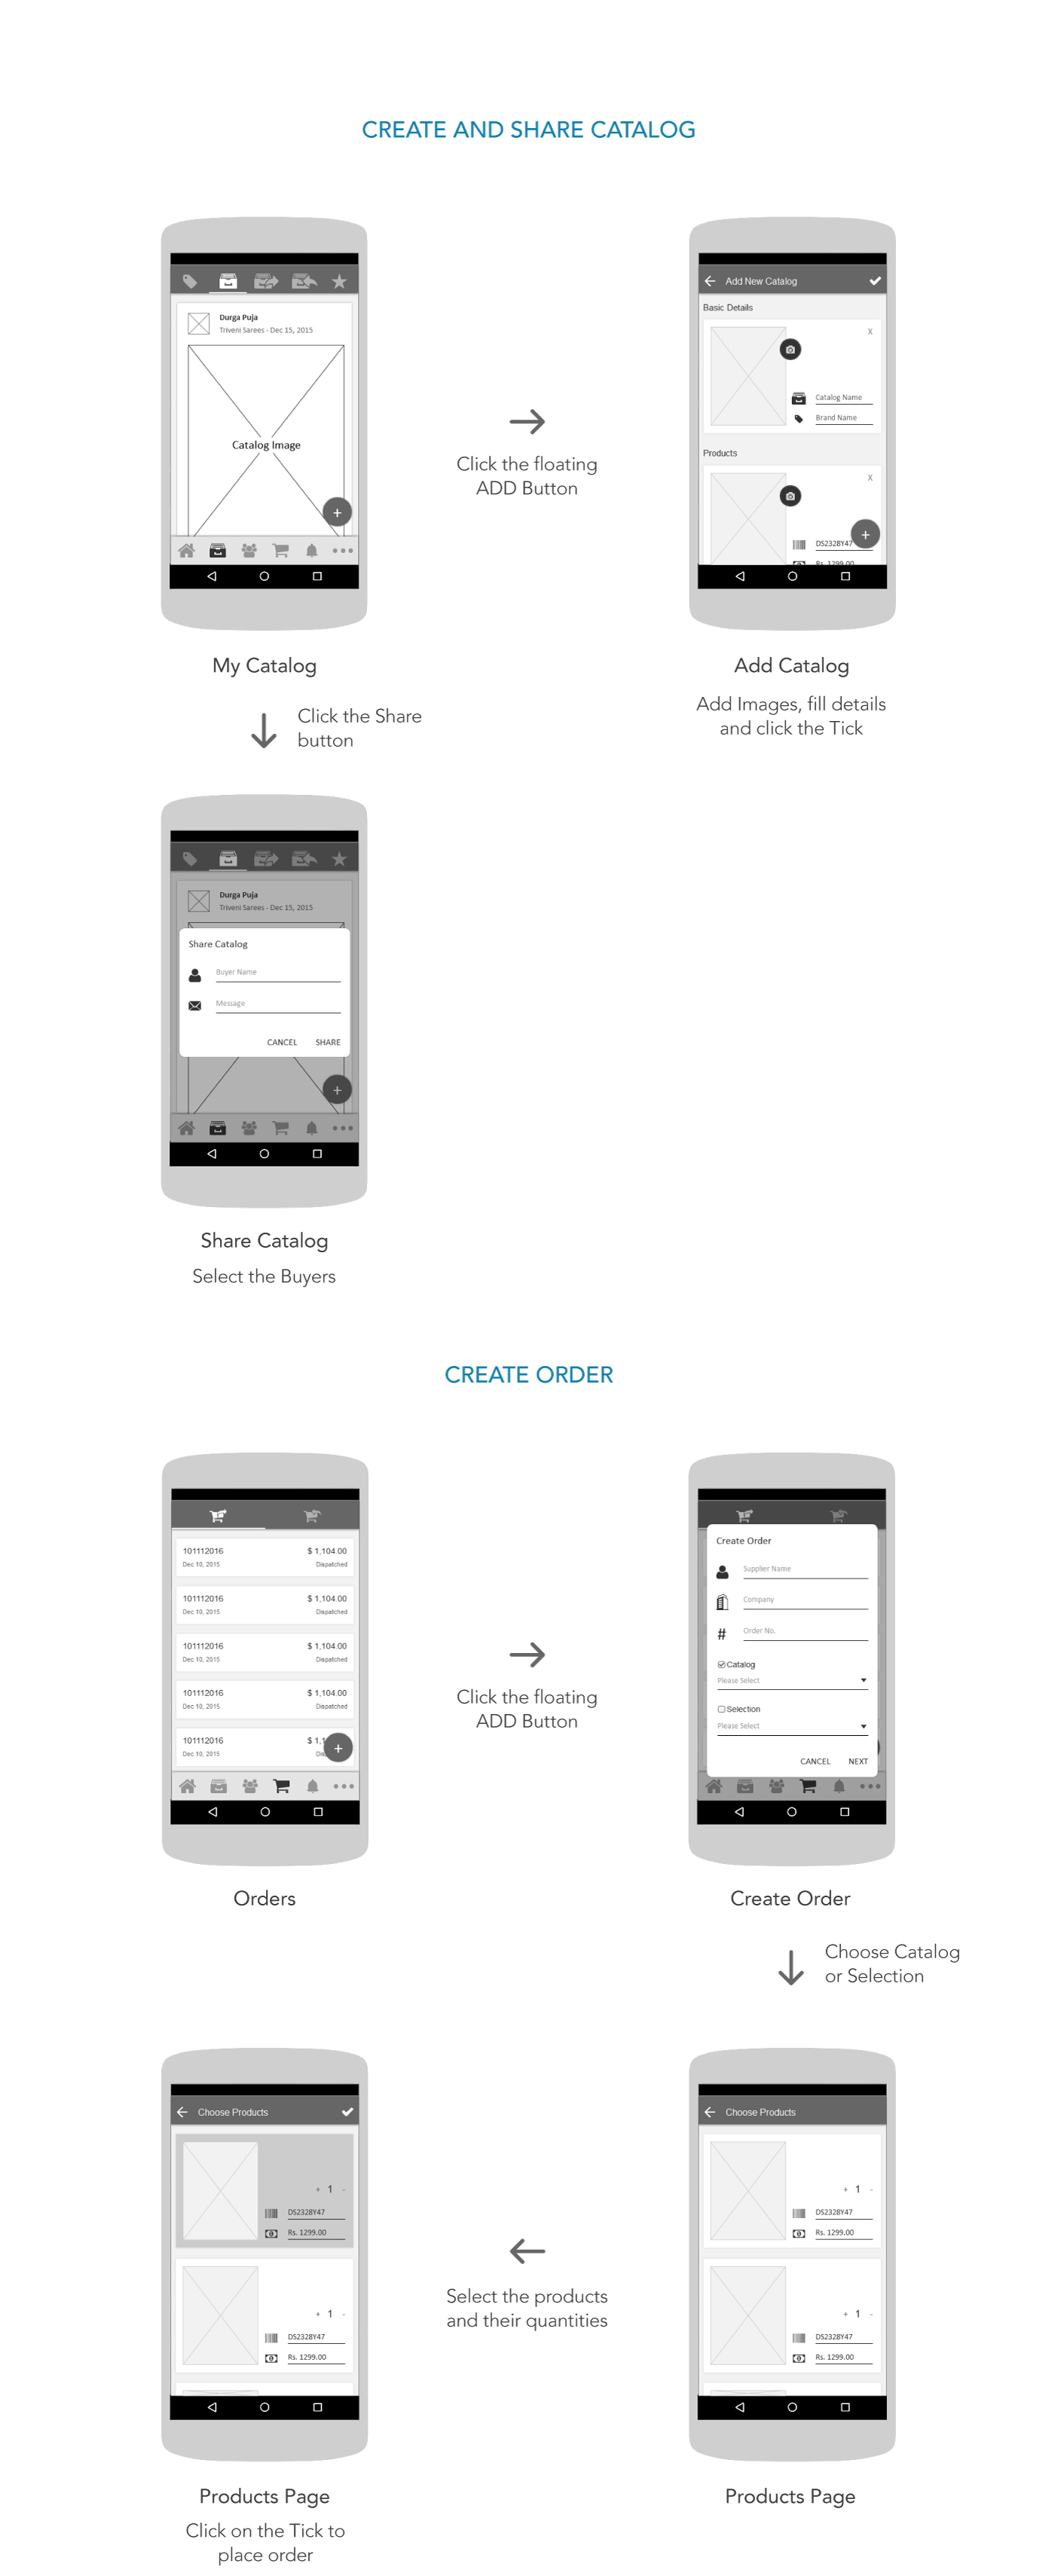 CREATE AND SHARE CATALOG
Durga Puja
Triveni Sarees - Dec 15, 2015
Catalog Image
+
My Catalog
Click the floating
ADD Button
Add New Catalog
Basic Details
X
Catalog Name
Brand Name
Products
X
DS2328Y47
+
Rs. 1299.00
Add Catalog
Add Images, fill details
and click the Tick
Click the Share
button
Durga Puja
Triveni Sarees - Dec 15, 2015
Share Catalog
Buyer Name
Message
CANCEL SHARE
+
Share Catalog
Select the Buyers
CREATE ORDER
101112016 $ 1,104.00
Dec 10, 2015 Dispatched
101112016 $ 1,104.00
Dec 10, 2015 Dispatched
101112016 $ 1,104.00
Dec 10, 2015 Dispatched
101112016 $ 1,104.00
Dec 10, 2015 Dispatched
101112016 $ 1,1
Dec 10, 2015
+
Orders
Click the floating
ADD Button
Create Order
Supplier Name
Company
# Order No.
Catalog
Please Select
Selection
Please Select
CANCEL NEXT
Create Order
Choose Catalog
or Selection
Choose Products
+ 1 -
DS2328Y47
Rs. 1299.00
+ 1 -
DS2328Y47
Rs. 1299.00
Products Page
Click on the Tick to
place order
Select the products
and their quantities
Choose Products
+ 1 -
DS2328Y47
Rs. 1299.00
+ 1 -
DS2328Y47
Rs. 1299.00
Products Page